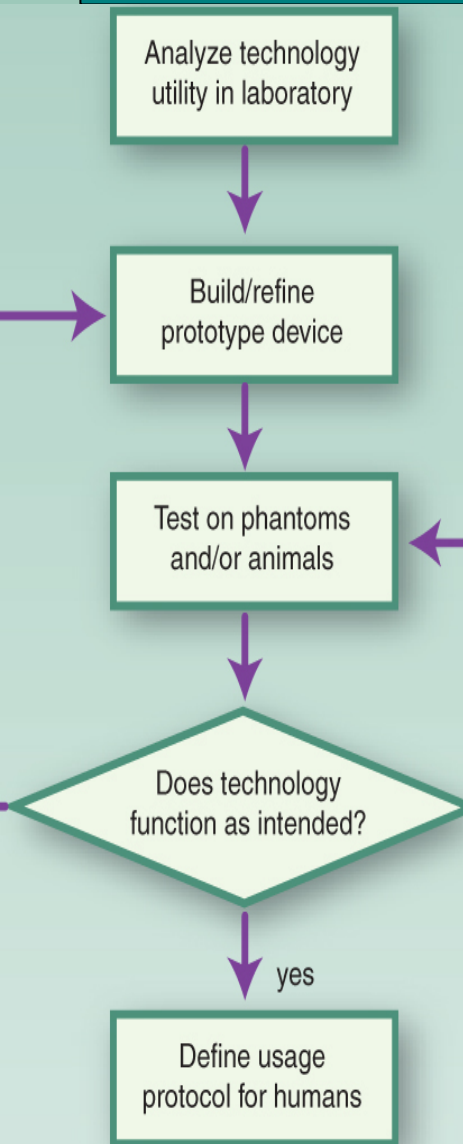 Analyze technology
utility in laboratory
Build/refine
prototype device
Test on phantoms
and/or animals
Does technology
function as intended?
yes
Define usage
protocol for humans